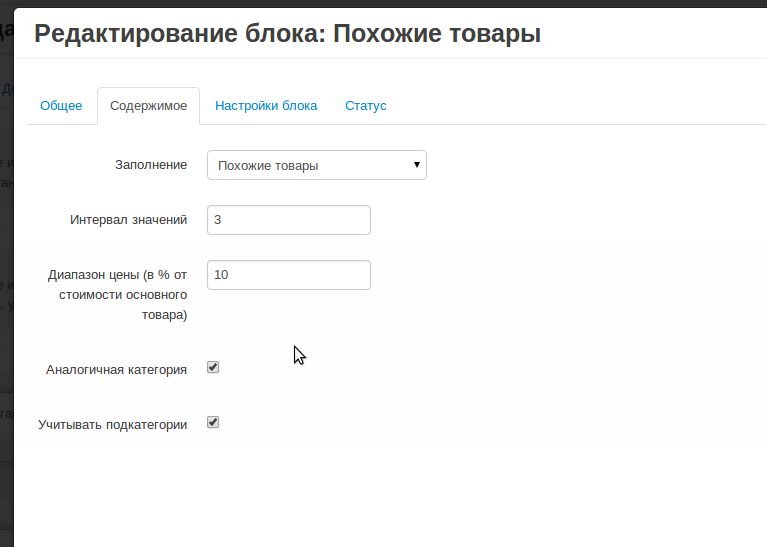 Редактирование блока: Похожие товары
Общее
Содержимое
Настройки блока
Статус
Заполнение
Похожие товары
Интервал значений
3
Диапазон цены (в % от
стоимости основного
товара)
10
Аналогичная категория
Учитывать подкатегории